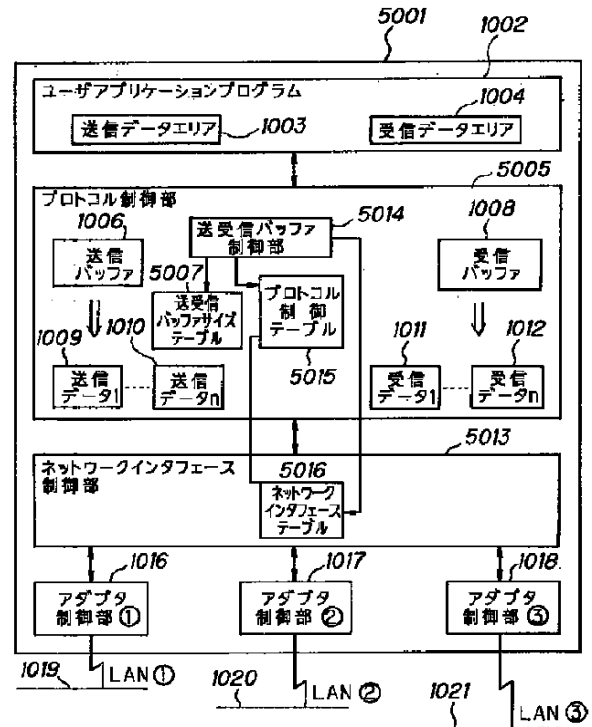 5001
1002
ユーザアプリケーションプログラム
1003
1004
送信データエリア
受信データエリア
5005
プロトコル制御部
1006
5014
1008
送信
バッファ
送受信バッファ
制御部
受信
バッファ
5007
送受信
バッファサイズ
テーブル
プロトコル
制御
テーブル
5015
1009
1010
送信
データ1
送信
データn
1011
1012
受信
データ1
受信
データn
5013
ネットワークインタフェース
制御部
5016
ネットワーク
インタフェース
テーブル
1016
1017
1018
アダプタ
制御部①
アダプタ
制御部②
アダプタ
制御部③
1019
LAN①
1020
LAN②
1021
LAN③